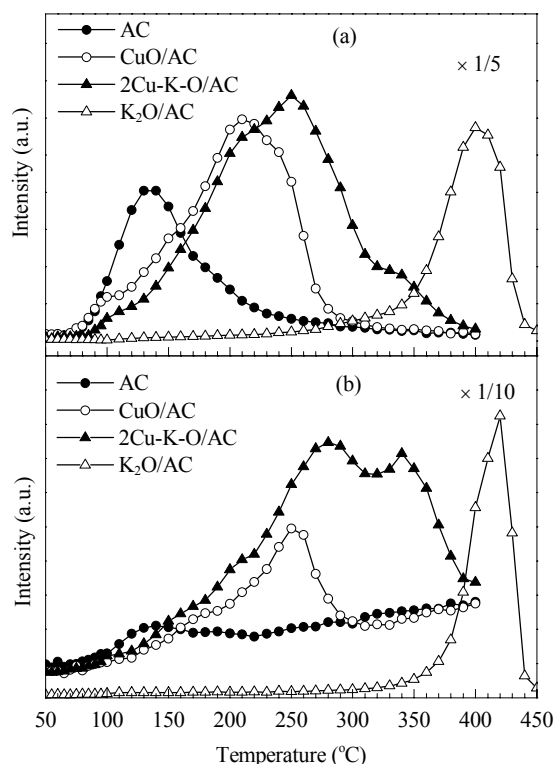 (a)
AC
CuO/AC
2Cu-K-O/AC
K₂O/AC
× 1/5
Intensity (a.u.)
(b)
AC
CuO/AC
2Cu-K-O/AC
K₂O/AC
× 1/10
Intensity (a.u.)
50 100 150 200 250 300 350 400 450
Temperature (°C)